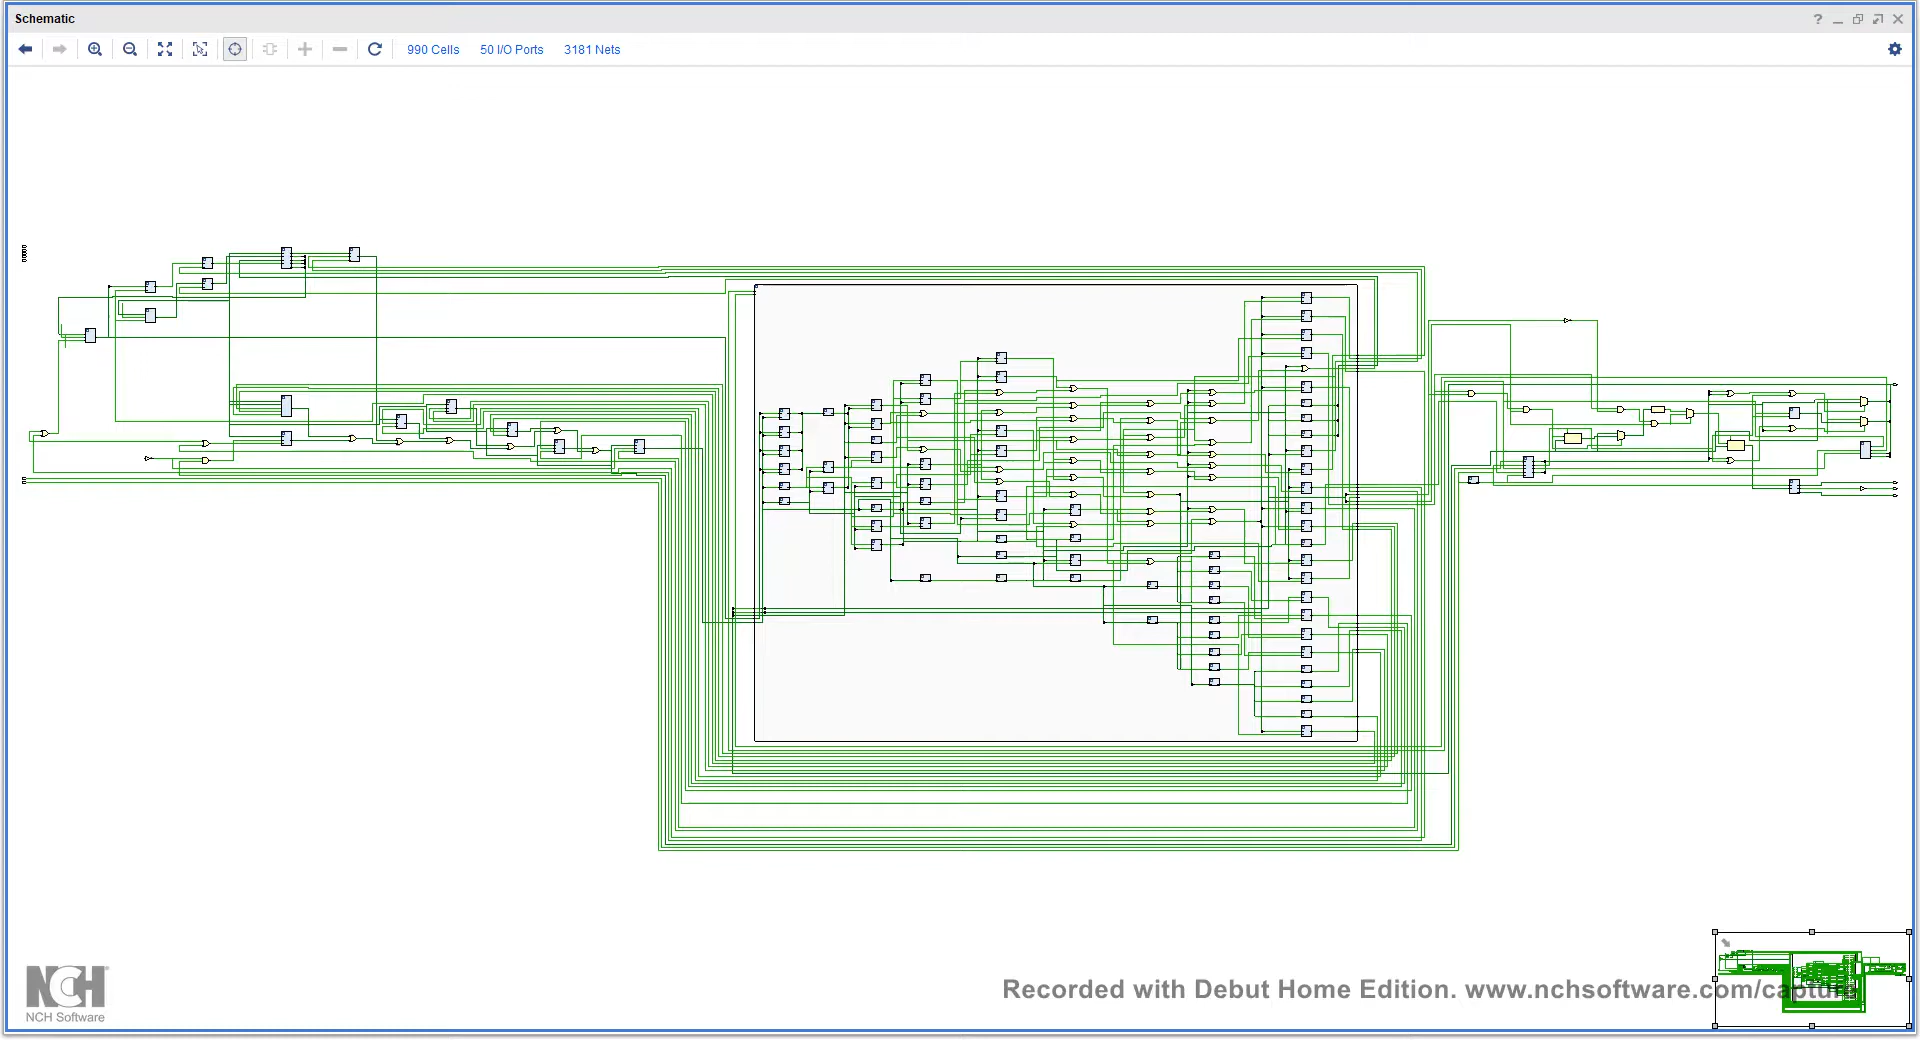 Schematic
990 Cells 50 I/O Ports 3181 Nets
NCH
NCH Software
Recorded with Debut Home Edition. www.nchsoftware.com/capture